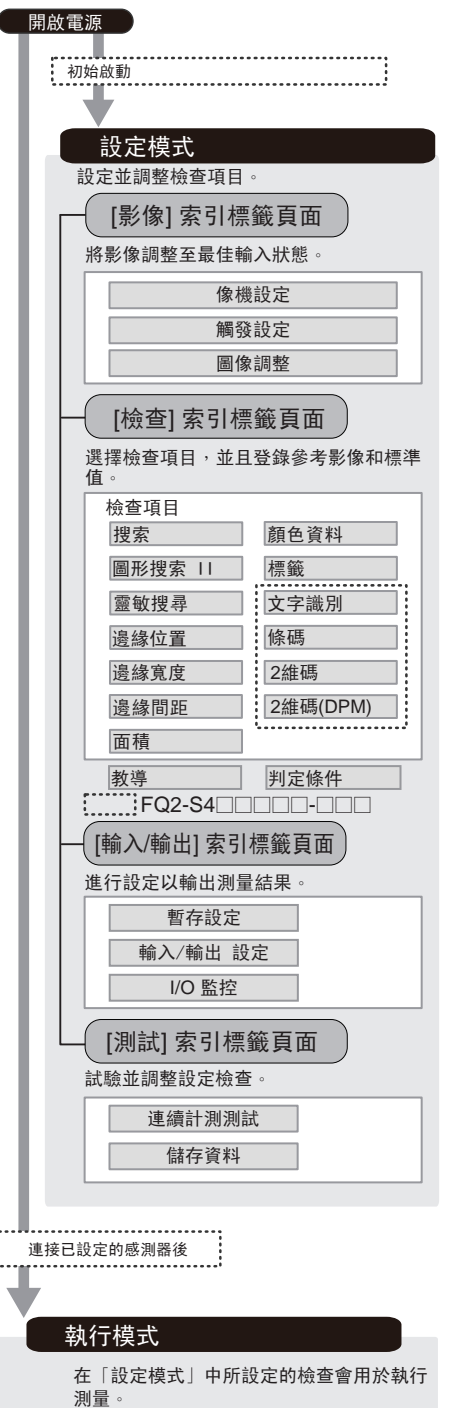 開啟電源
初始啟動
設定模式
設定並調整檢查項目。
[影像] 索引標籤頁面
將影像調整至最佳輸入狀態。
像機設定
觸發設定
圖像調整
[檢查] 索引標籤頁面
選擇檢查項目，並且登錄參考影像和標準
值。
檢查項目
搜索
顏色資料
圖形搜索 II
標籤
靈敏搜尋
文字識別
邊緣位置
條碼
邊緣寬度
2維碼
邊緣間距
2維碼(DPM)
面積
教導
判定條件
FQ2-S4□□□□□-□□□
[輸入/輸出] 索引標籤頁面
進行設定以輸出測量結果。
暫存設定
輸入/輸出 設定
I/O 監控
[測試] 索引標籤頁面
試驗並調整設定檢查。
連續計測測試
儲存資料
連接已設定的感測器後
執行模式
在「設定模式」中所設定的檢查會用於執行
測量。